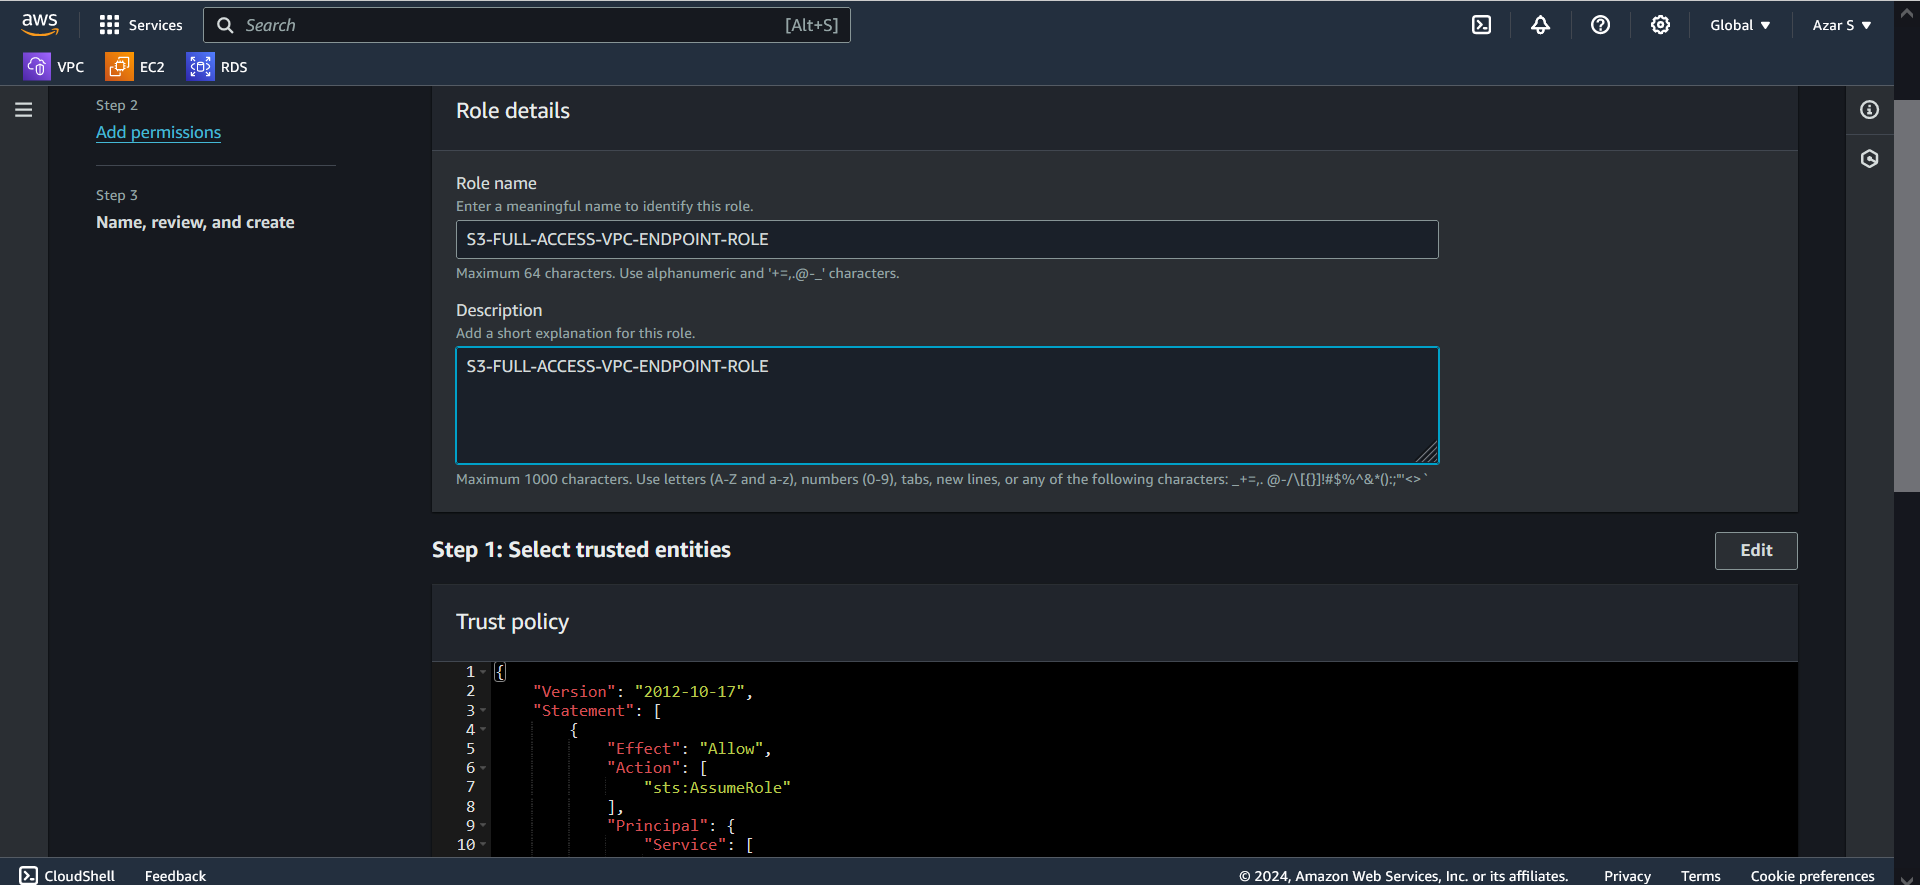 aws
Services
Search
[Alt+S]
Global ▼
Azar S ▼
VPC
EC2
RDS
Step 2
Add permissions
Step 3
Name, review, and create
Role details
Role name
Enter a meaningful name to identify this role.
S3-FULL-ACCESS-VPC-ENDPOINT-ROLE
Maximum 64 characters. Use alphanumeric and '+=,.@-_' characters.
Description
Add a short explanation for this role.
S3-FULL-ACCESS-VPC-ENDPOINT-ROLE
Maximum 1000 characters. Use letters (A-Z and a-z), numbers (0-9), tabs, new lines, or any of the following characters: _+=,. @-/\[{}]!#$%^&*():;"'<>`
Step 1: Select trusted entities
Edit
Trust policy
1 {
2 "Version": "2012-10-17",
3 "Statement": [
4 {
5 "Effect": "Allow",
6 "Action": [
7 "sts:AssumeRole"
8 ],
9 "Principal": {
10 "Service": [
CloudShell
Feedback
© 2024, Amazon Web Services, Inc. or its affiliates.
Privacy
Terms
Cookie preferences